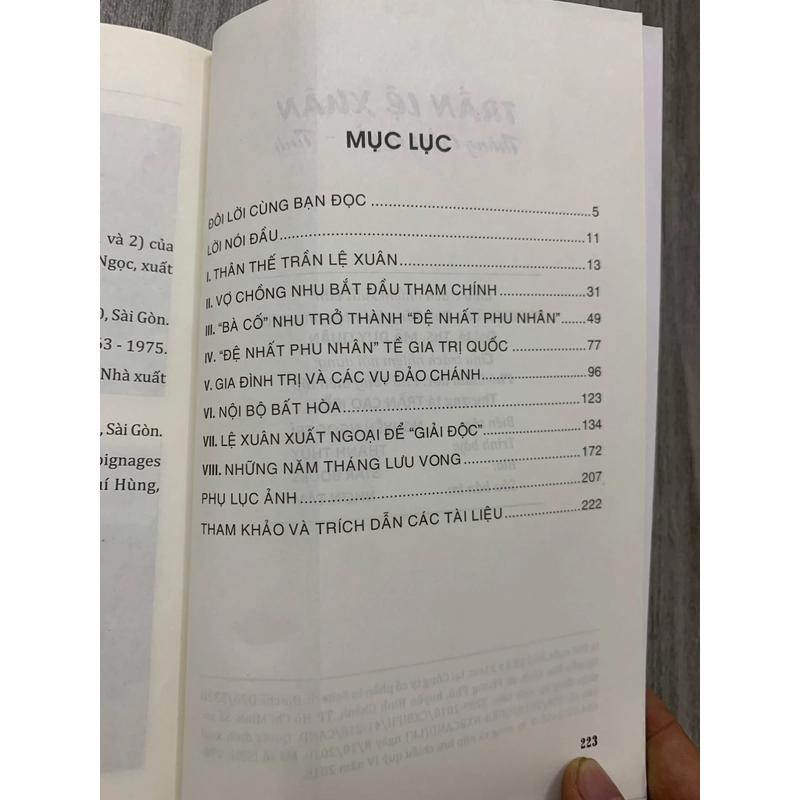 và 2) của
Ngọc, xuất
, Sài Gòn.
3 - 1975.
Nhà xuất
, Sài Gòn.
oignages
í Hùng,
TRẦN LỆ XUÂN
MỤC LỤC
ĐÔI LỜI CÙNG BẠN ĐỌC ........ 5
LỜI NÓI ĐẦU ........ 11
I. THÂN THẾ TRẦN LỆ XUÂN ........ 13
II. VỢ CHỒNG NHU BẮT ĐẦU THAM CHÍNH ........ 31
III. “BÀ CỐ” NHU TRỞ THÀNH “ĐỆ NHẤT PHU NHÂN” ........ 49
IV. “ĐỆ NHẤT PHU NHÂN” TỀ GIA TRỊ QUỐC ........ 77
V. GIA ĐÌNH TRỊ VÀ CÁC VỤ ĐẢO CHÁNH ........ 96
VI. NỘI BỘ BẤT HÒA ........ 123
VII. LỆ XUÂN XUẤT NGOẠI ĐỂ “GIẢI ĐỘC” ........ 134
VIII. NHỮNG NĂM THÁNG LƯU VONG ........ 172
PHỤ LỤC ẢNH ........ 207
THAM KHẢO VÀ TRÍCH DẪN CÁC TÀI LIỆU ........ 222
223